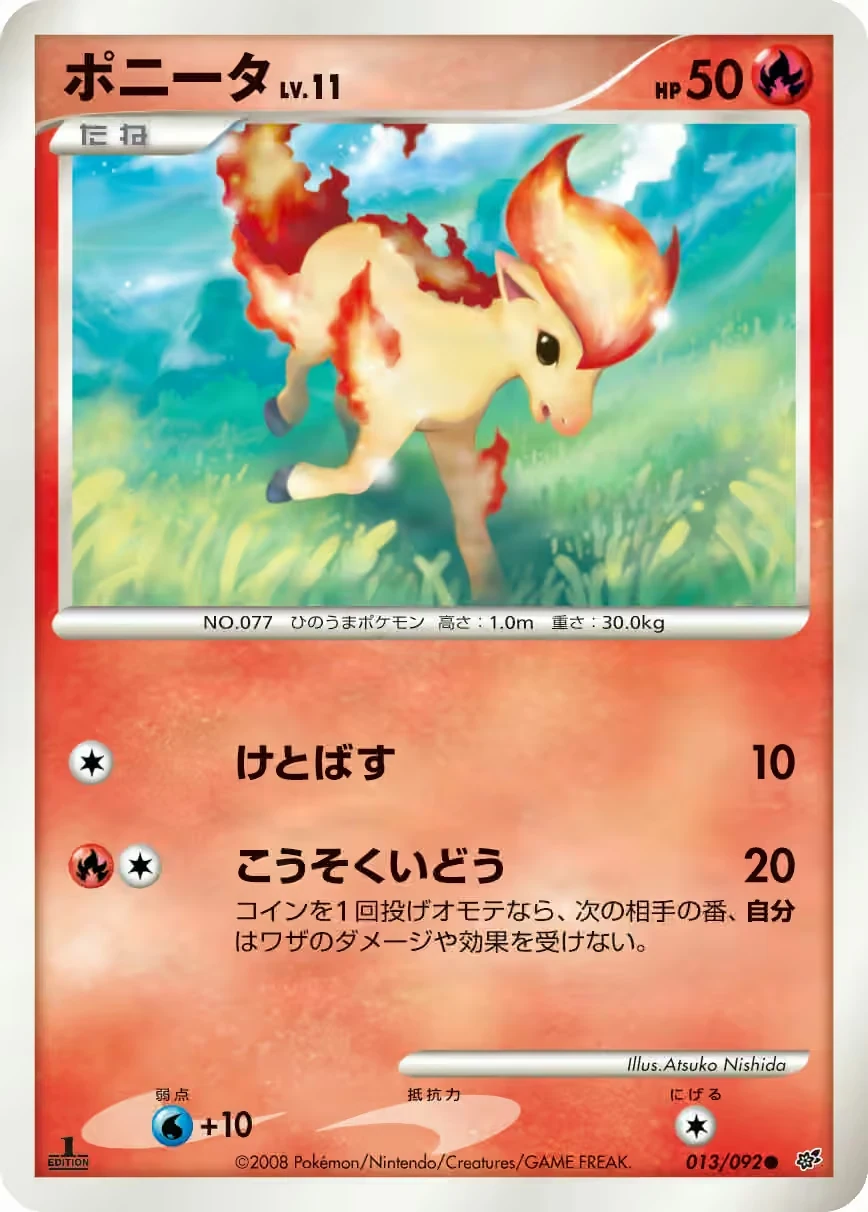 ポニータ LV.11 HP 50
たね
NO.077 ひのうまポケモン 高さ：1.0m 重さ：30.0kg
けとばす 10
こうそくいどう 20
コインを1回投げオモテなら、次の相手の番、自分
はワザのダメージや効果を受けない。
Illus.Atsuko Nishida
弱点 抵抗力 にげる
+10
1 EDITION
©2008 Pokémon/Nintendo/Creatures/GAME FREAK. 013/092●